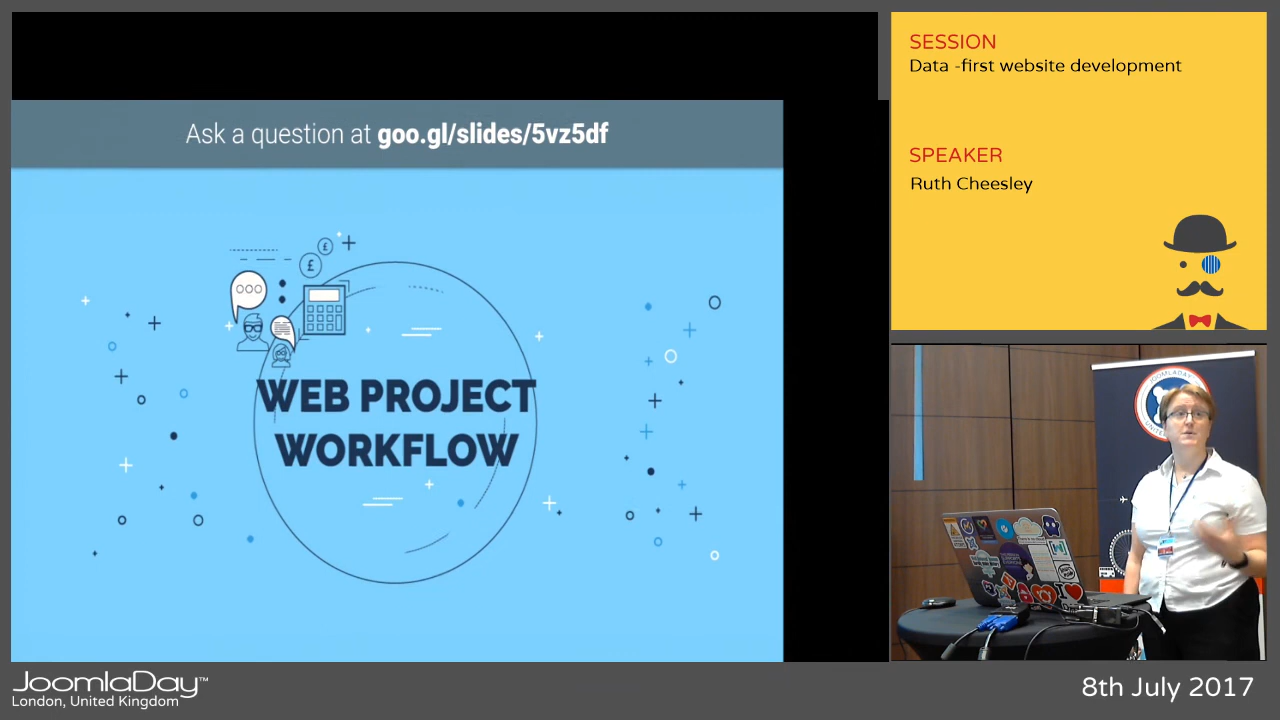 Ask a question at goo.gl/slides/5vz5df
WEB PROJECT
WORKFLOW
SESSION
Data -first website development
SPEAKER
Ruth Cheesley
JOOMLADAY
JoomlaDay™
London, United Kingdom
8th July 2017